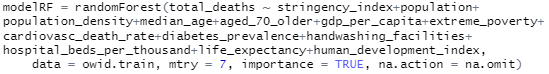 modelRF = randomForest(total_deaths ~ stringency_index+population+
population_density+median_age+aged_70_older+gdp_per_capita+extreme_poverty+
cardiovasc_death_rate+diabetes_prevalence+handwashing_facilities+
hospital_beds_per_thousand+life_expectancy+human_development_index,
data = owid.train, mtry = 7, importance = TRUE, na.action = na.omit)